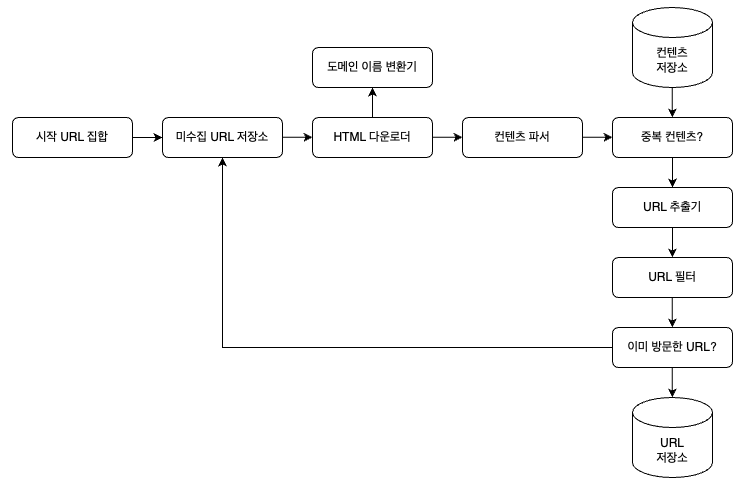 컨텐츠
저장소
도메인 이름 변환기
시작 URL 집합
미수집 URL 저장소
HTML 다운로더
컨텐츠 파서
중복 컨텐츠?
URL 추출기
URL 필터
이미 방문한 URL?
URL
저장소